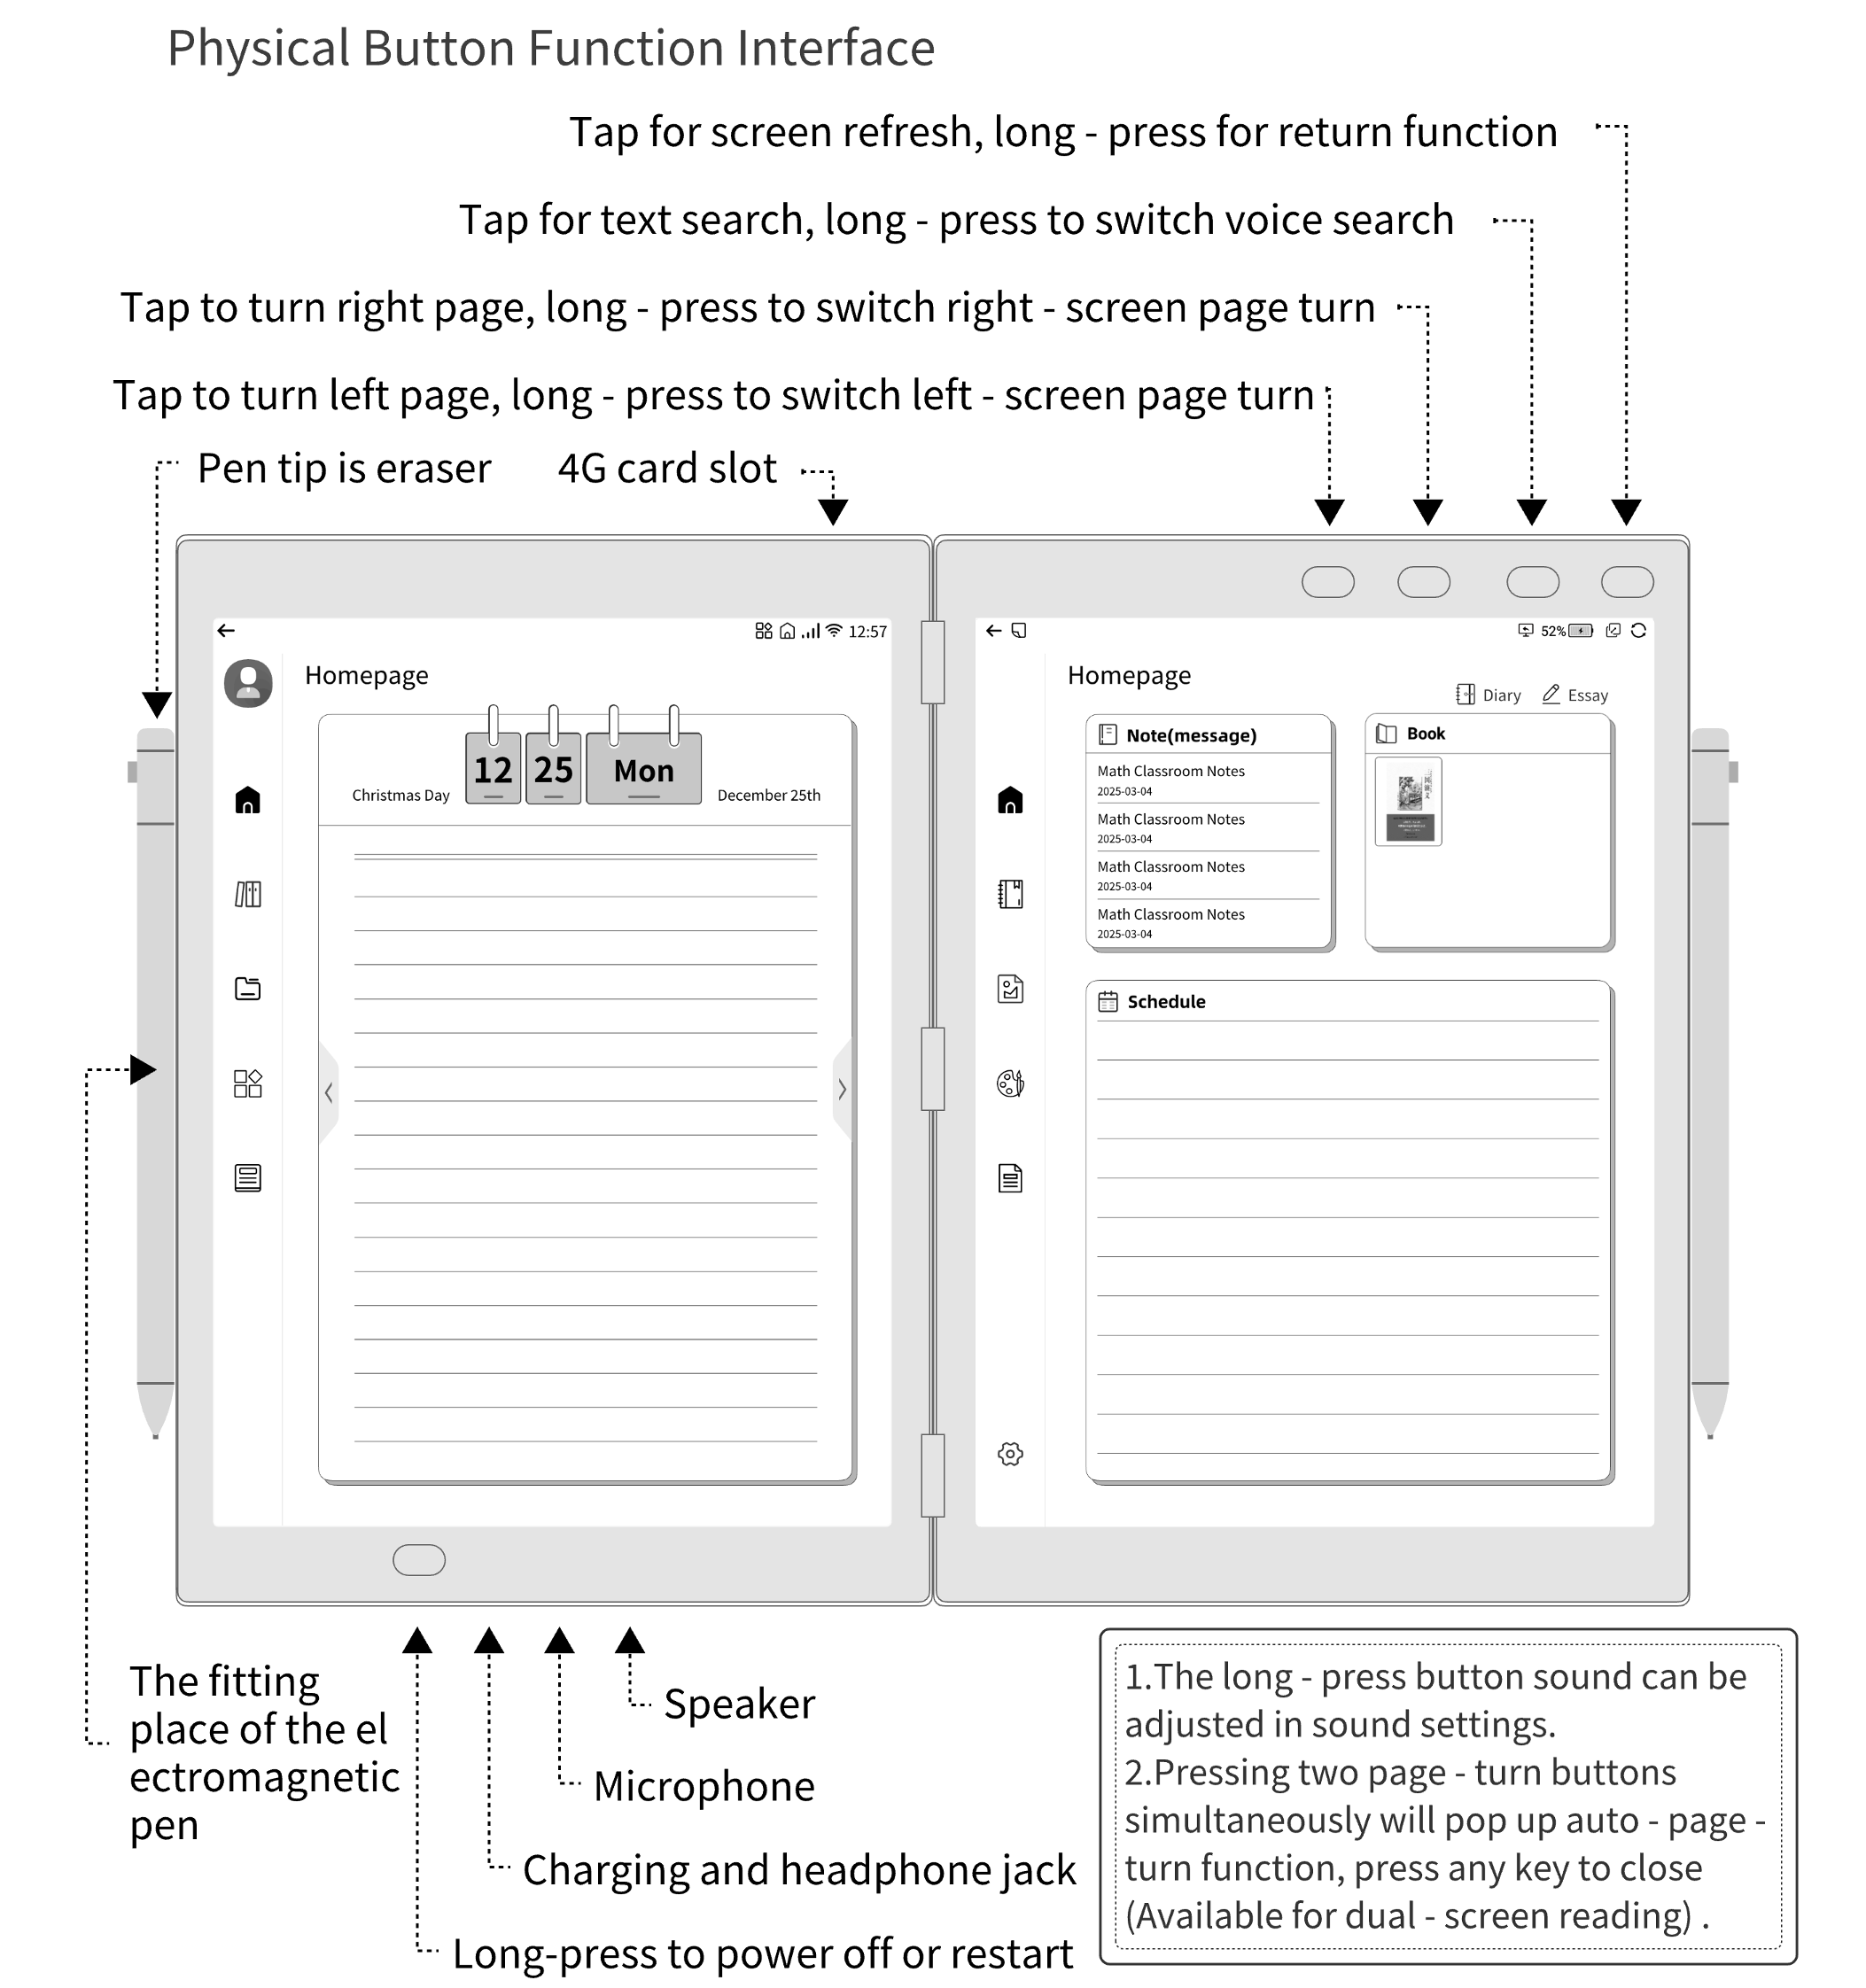 Physical Button Function Interface
Tap for screen refresh, long - press for return function
Tap for text search, long - press to switch voice search
Tap to turn right page, long - press to switch right - screen page turn
Tap to turn left page, long - press to switch left - screen page turn
Pen tip is eraser
4G card slot
12:57
Homepage
12
25
Mon
Christmas Day
December 25th
52%
Homepage
Diary
Essay
Note(message)
Math Classroom Notes
2025-03-04
Math Classroom Notes
2025-03-04
Math Classroom Notes
2025-03-04
Math Classroom Notes
2025-03-04
Book
Schedule
The fitting
place of the el
ectromagnetic
pen
Speaker
Microphone
Charging and headphone jack
Long-press to power off or restart
1.The long - press button sound can be
adjusted in sound settings.
2.Pressing two page - turn buttons
simultaneously will pop up auto - page -
turn function, press any key to close
(Available for dual - screen reading) .